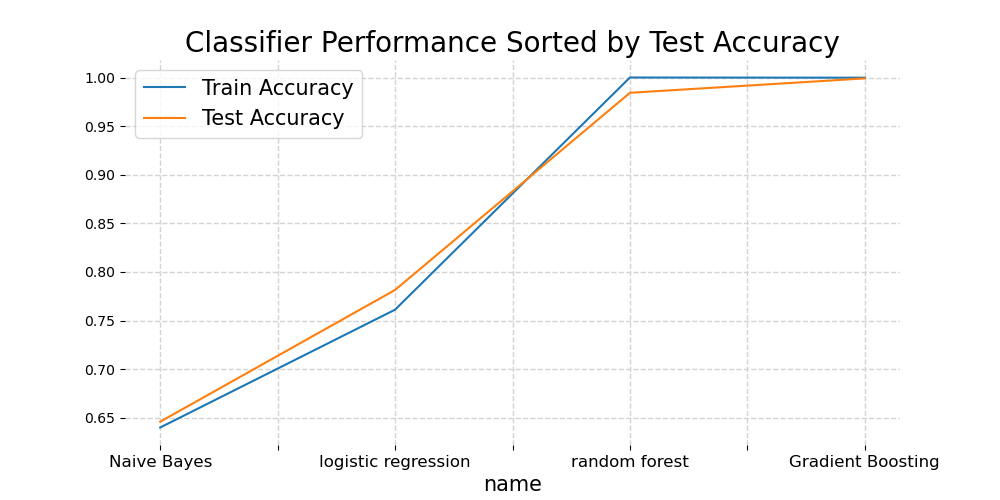 Classifier Performance Sorted by Test Accuracy
1.00
0.95
0.90
0.85
0.80
0.75
0.70
0.65
Train Accuracy
Test Accuracy
Naive Bayes
logistic regression
random forest
Gradient Boosting
name